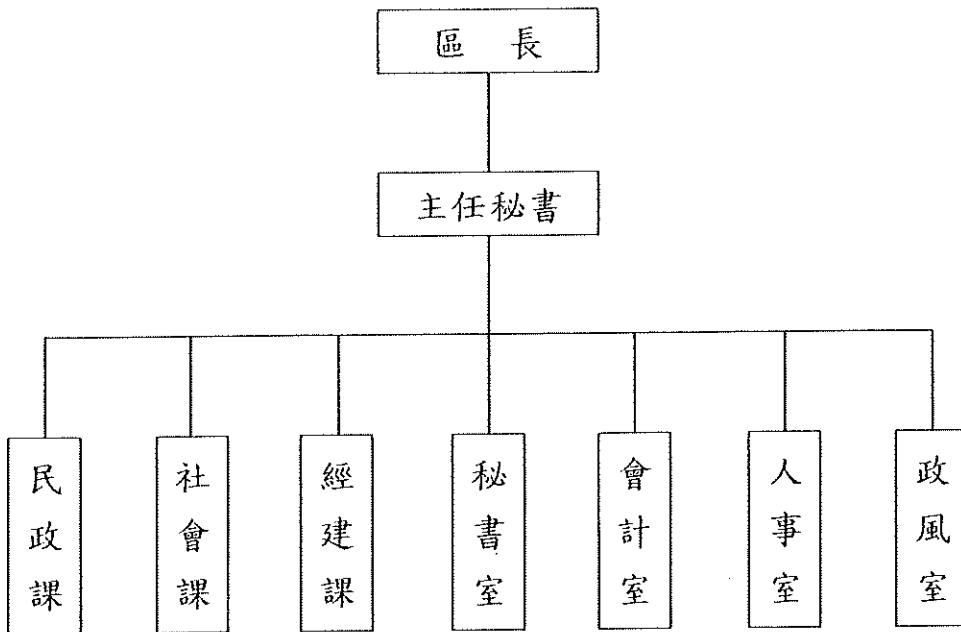 區 長
主任秘書
民政課
社會課
經建課
秘書室
會計室
人事室
政風室